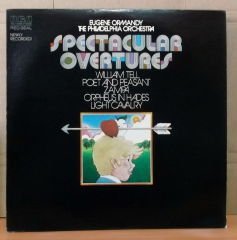 RCA
RED SEAL
NEWLY
RECORDED!
EUGENE ORMANDY
THE PHILADELPHIA ORCHESTRA
SPECTACULAR
OVERTURES
WILLIAM TELL
POET AND PEASANT
ZAMPA
ORPHEUS IN HADES
LIGHT CAVALRY